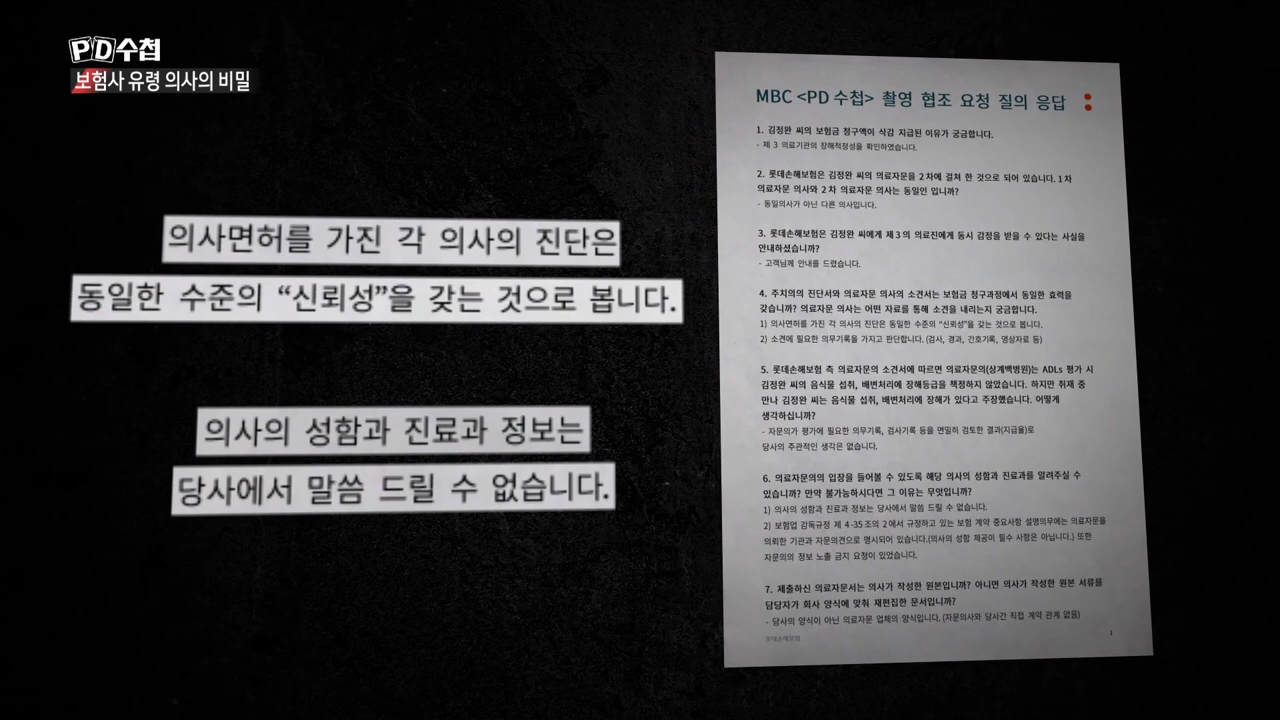 PD수첩
보험사 유령 의사의 비밀
의사면허를 가진 각 의사의 진단은
동일한 수준의 “신뢰성”을 갖는 것으로 봅니다.
의사의 성함과 진료과 정보는
당사에서 말씀 드릴 수 없습니다.
MBC <PD 수첩> 촬영 협조 요청 질의 응답
1. 김정완 씨의 보험금 청구액이 삭감 지급된 이유가 궁금합니다.
- 제 3 의료기관의 장해적정성을 확인하였습니다.
2. 롯데손해보험은 김정완 씨의 의료자문을 2차에 걸쳐 한 것으로 되어 있습니다. 1차
의료자문 의사와 2차 의료자문 의사는 동일인 입니까?
- 동일의사가 아닌 다른 의사입니다.
3. 롯데손해보험은 김정완 씨에게 제 3의 의료진에게 동시 감정을 받을 수 있다는 사실을
안내하셨습니까?
- 고객님께 안내를 드렸습니다.
4. 주치의의 진단서와 의료자문 의사의 소견서는 보험금 청구과정에서 동일한 효력을
갖습니까? 의료자문 의사는 어떤 자료를 통해 소견을 내리는지 궁금합니다.
1) 의사면허를 가진 각 의사의 진단은 동일한 수준의 “신뢰성”을 갖는 것으로 봅니다.
2) 소견에 필요한 의무기록을 가지고 판단합니다. (검사, 경과, 간호기록, 영상자료 등)
5. 롯데손해보험 측 의료자문의 소견서에 따르면 의료자문의(상계백병원)는 ADLs 평가 시
김정완 씨의 음식물 섭취, 배변처리에 장해등급을 책정하지 않았습니다. 하지만 취재 중
만나 김정완 씨는 음식물 섭취, 배변처리에 장해가 있다고 주장했습니다. 어떻게
생각하십니까?
- 자문의가 평가에 필요한 의무기록, 검사기록 등을 면밀히 검토한 결과(지급율)로
당사의 주관적인 생각은 없습니다.
6. 의료자문의의 입장을 들어볼 수 있도록 해당 의사의 성함과 진료과를 알려주실 수
있습니까? 만약 불가능하시다면 그 이유는 무엇입니까?
1) 의사의 성함과 진료과 정보는 당사에서 말씀 드릴 수 없습니다.
2) 보험업 감독규정 제 4-35조의 2에서 규정하고 있는 보험 계약 중요사항 설명의무에는 의료자문을
의뢰한 기관과 자문의견으로 명시되어 있습니다.(의사의 성함 제공이 필수 사항은 아닙니다.) 또한
자문의의 정보 노출 금지 요청이 있었습니다.
7. 제출하신 의료자문서는 의사가 작성한 원본입니까? 아니면 의사가 작성한 원본 서류를
담당자가 회사 양식에 맞춰 재편집한 문서입니까?
- 당사의 양식이 아닌 의료자문 업체의 양식입니다. (자문의사와 당사간 직접 계약 관계 없음)
롯데손해보험 1